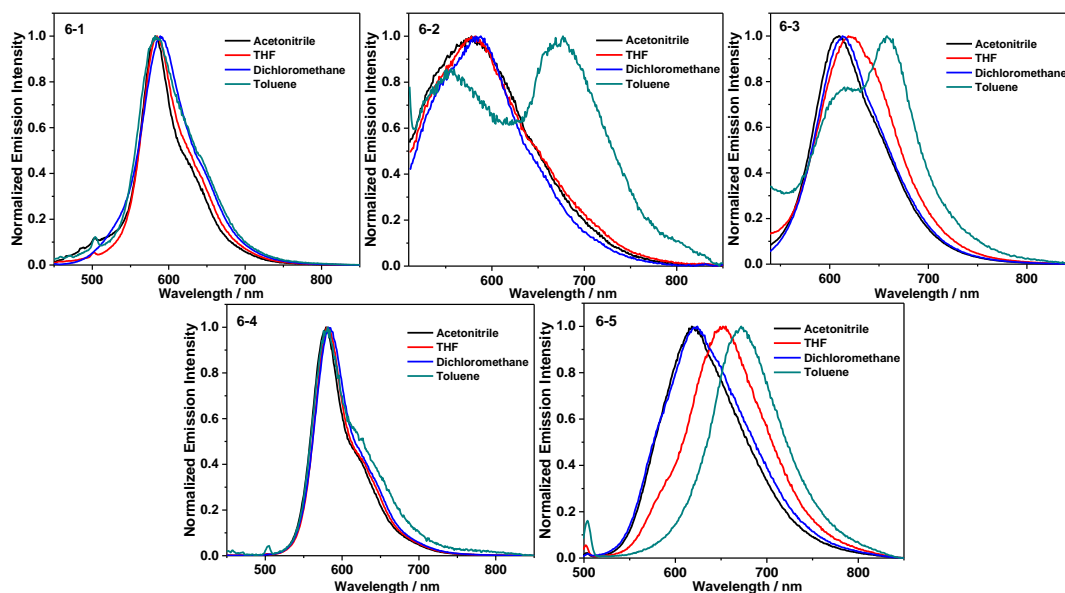 6-1
Acetonitrile
THF
Dichloromethane
Toluene
Normalized Emission Intensity
1.0
0.8
0.6
0.4
0.2
0.0
500
600
700
800
Wavelength / nm
6-2
Acetonitrile
THF
Dichloromethane
Toluene
Normalized Emission Intensity
1.0
0.8
0.6
0.4
0.2
0.0
600
700
800
Wavelength / nm
6-3
Acetonitrile
THF
Dichloromethane
Toluene
Normalized Emission Intensity
1.0
0.8
0.6
0.4
0.2
0.0
600
700
800
Wavelength / nm
6-4
Acetonitrile
THF
Dichloromethane
Toluene
Normalized Emission Intensity
1.0
0.8
0.6
0.4
0.2
0.0
500
600
700
800
Wavelength / nm
6-5
Acetonitrile
THF
Dichloromethane
Toluene
Normalized Emission Intensity
1.0
0.8
0.6
0.4
0.2
0.0
500
600
700
800
Wavelength / nm